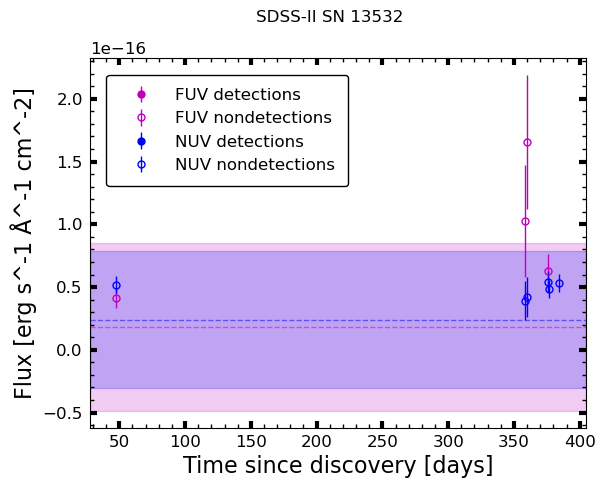 SDSS-II SN 13532
1e−16
FUV detections
FUV nondetections
NUV detections
NUV nondetections
2.0
1.5
1.0
0.5
0.0
−0.5
Flux [erg s^-1 Å^-1 cm^-2]
50 100 150 200 250 300 350 400
Time since discovery [days]